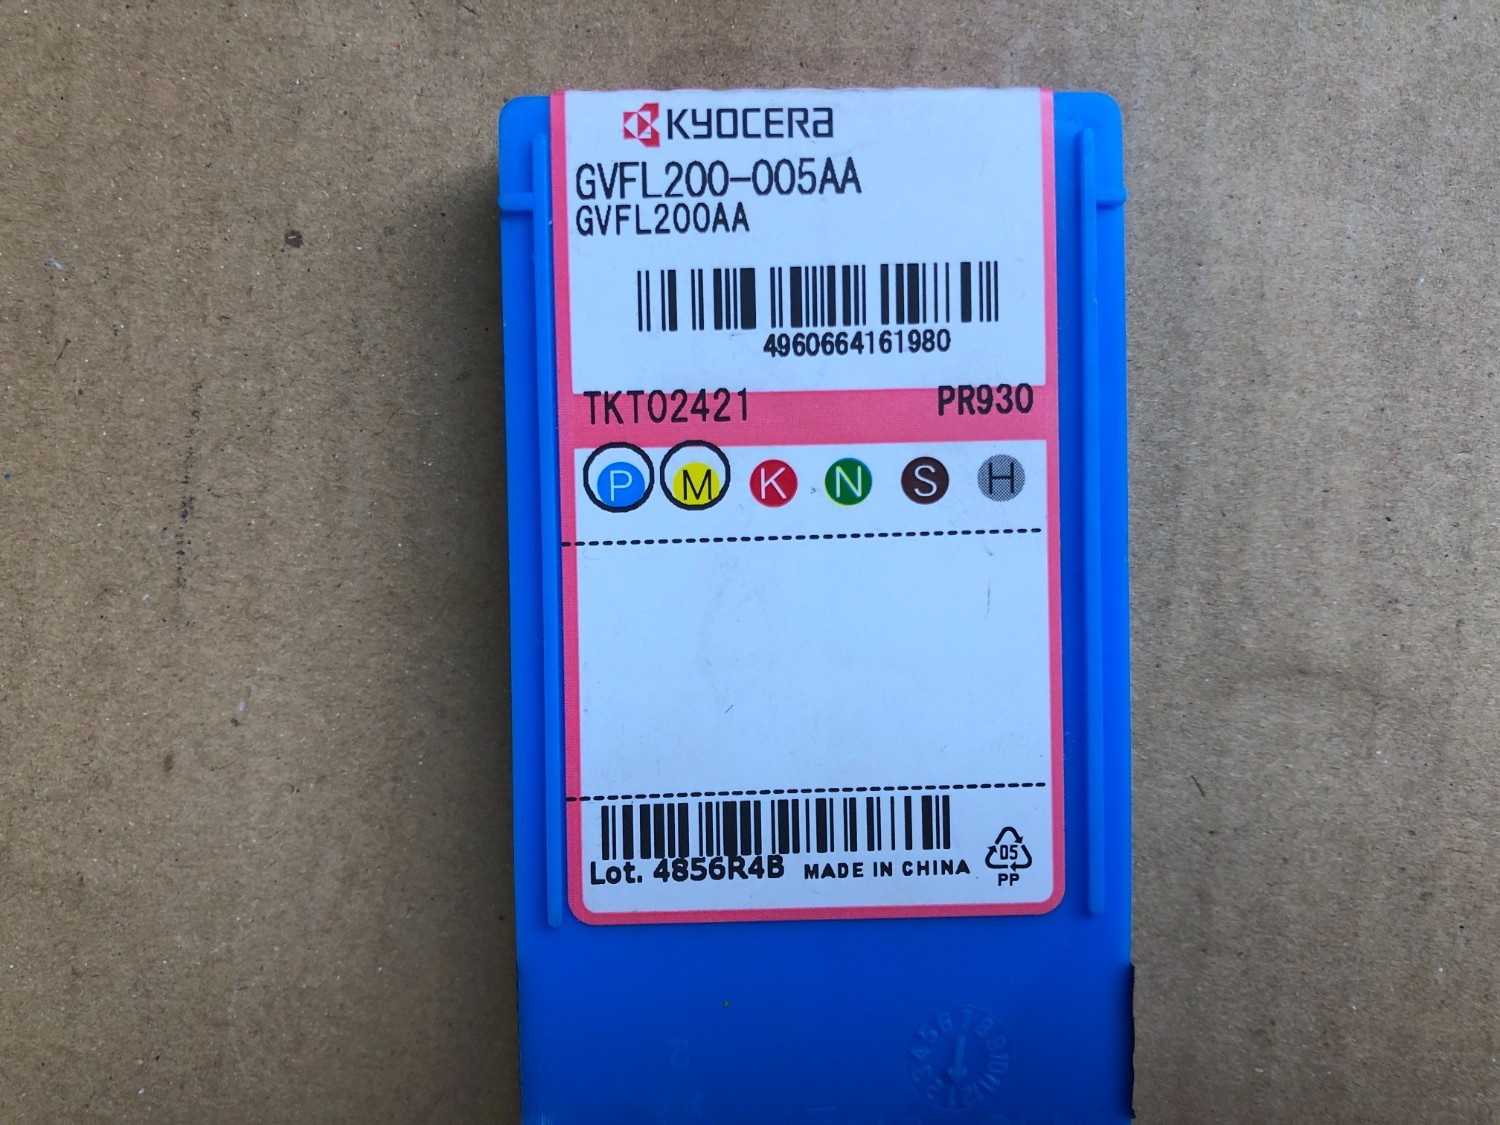 KYOCERA
GVFL200-005AA
GVFL200AA
4960664161980
TKT02421 PR930
P M K N S H
Lot. 4856R4B MADE IN CHINA
05
PP